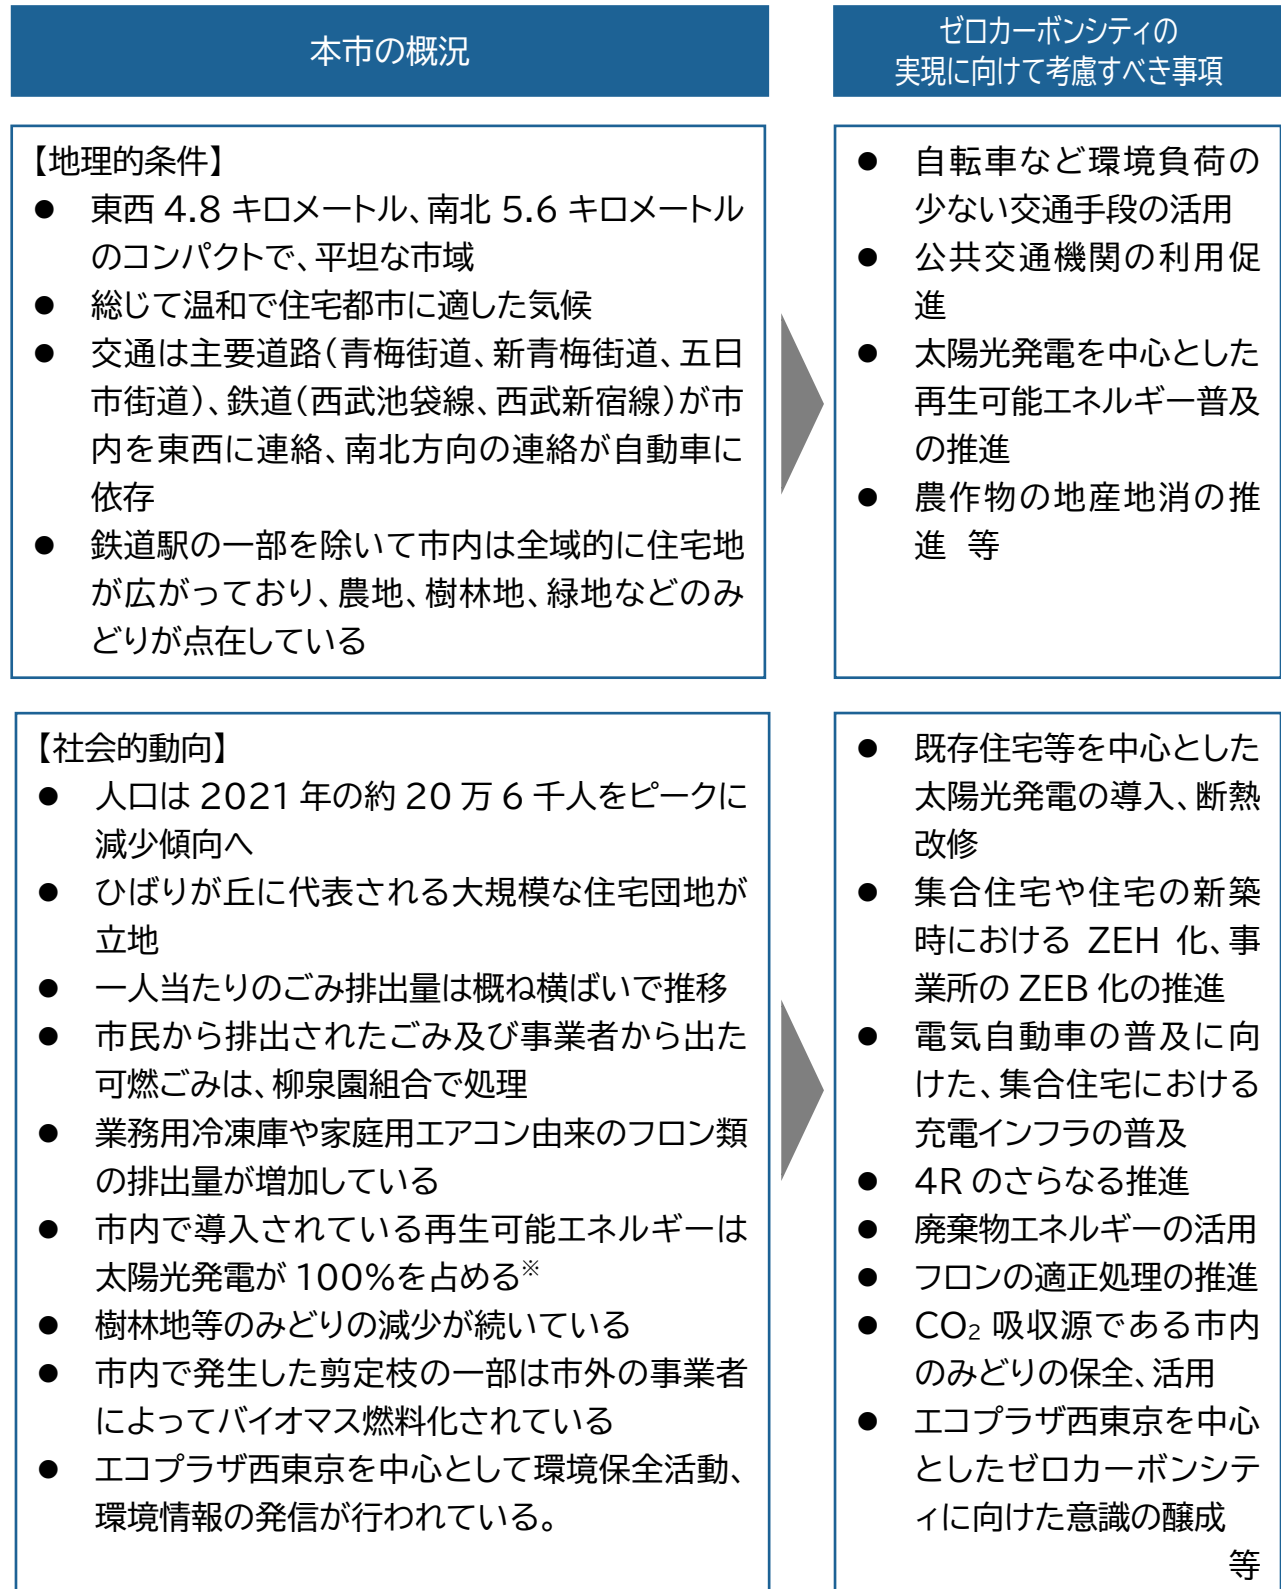 本市の概況
ゼロカーボンシティの
実現に向けて考慮すべき事項
【地理的条件】
● 東西 4.8 キロメートル、南北 5.6 キロメートル
のコンパクトで、平坦な市域
● 総じて温和で住宅都市に適した気候
● 交通は主要道路（青梅街道、新青梅街道、五日
市街道）、鉄道（西武池袋線、西武新宿線）が市
内を東西に連絡、南北方向の連絡が自動車に
依存
● 鉄道駅の一部を除いて市内は全域的に住宅地
が広がっており、農地、樹林地、緑地などのみ
どりが点在している
● 自転車など環境負荷の
少ない交通手段の活用
● 公共交通機関の利用促
進
● 太陽光発電を中心とした
再生可能エネルギー普及
の推進
● 農作物の地産地消の推
進 等
【社会的動向】
● 人口は 2021 年の約 20 万 6 千人をピークに
減少傾向へ
● ひばりが丘に代表される大規模な住宅団地が
立地
● 一人当たりのごみ排出量は概ね横ばいで推移
● 市民から排出されたごみ及び事業者から出た
可燃ごみは、柳泉園組合で処理
● 業務用冷凍庫や家庭用エアコン由来のフロン類
の排出量が増加している
● 市内で導入されている再生可能エネルギーは
太陽光発電が 100%を占める※
● 樹林地等のみどりの減少が続いている
● 市内で発生した剪定枝の一部は市外の事業者
によってバイオマス燃料化されている
● エコプラザ西東京を中心として環境保全活動、
環境情報の発信が行われている。
● 既存住宅等を中心とした
太陽光発電の導入、断熱
改修
● 集合住宅や住宅の新築
時における ZEH 化、事
業所の ZEB 化の推進
● 電気自動車の普及に向
けた、集合住宅における
充電インフラの普及
● 4R のさらなる推進
● 廃棄物エネルギーの活用
● フロンの適正処理の推進
● CO₂ 吸収源である市内
のみどりの保全、活用
● エコプラザ西東京を中心
としたゼロカーボンシテ
ィに向けた意識の醸成
等